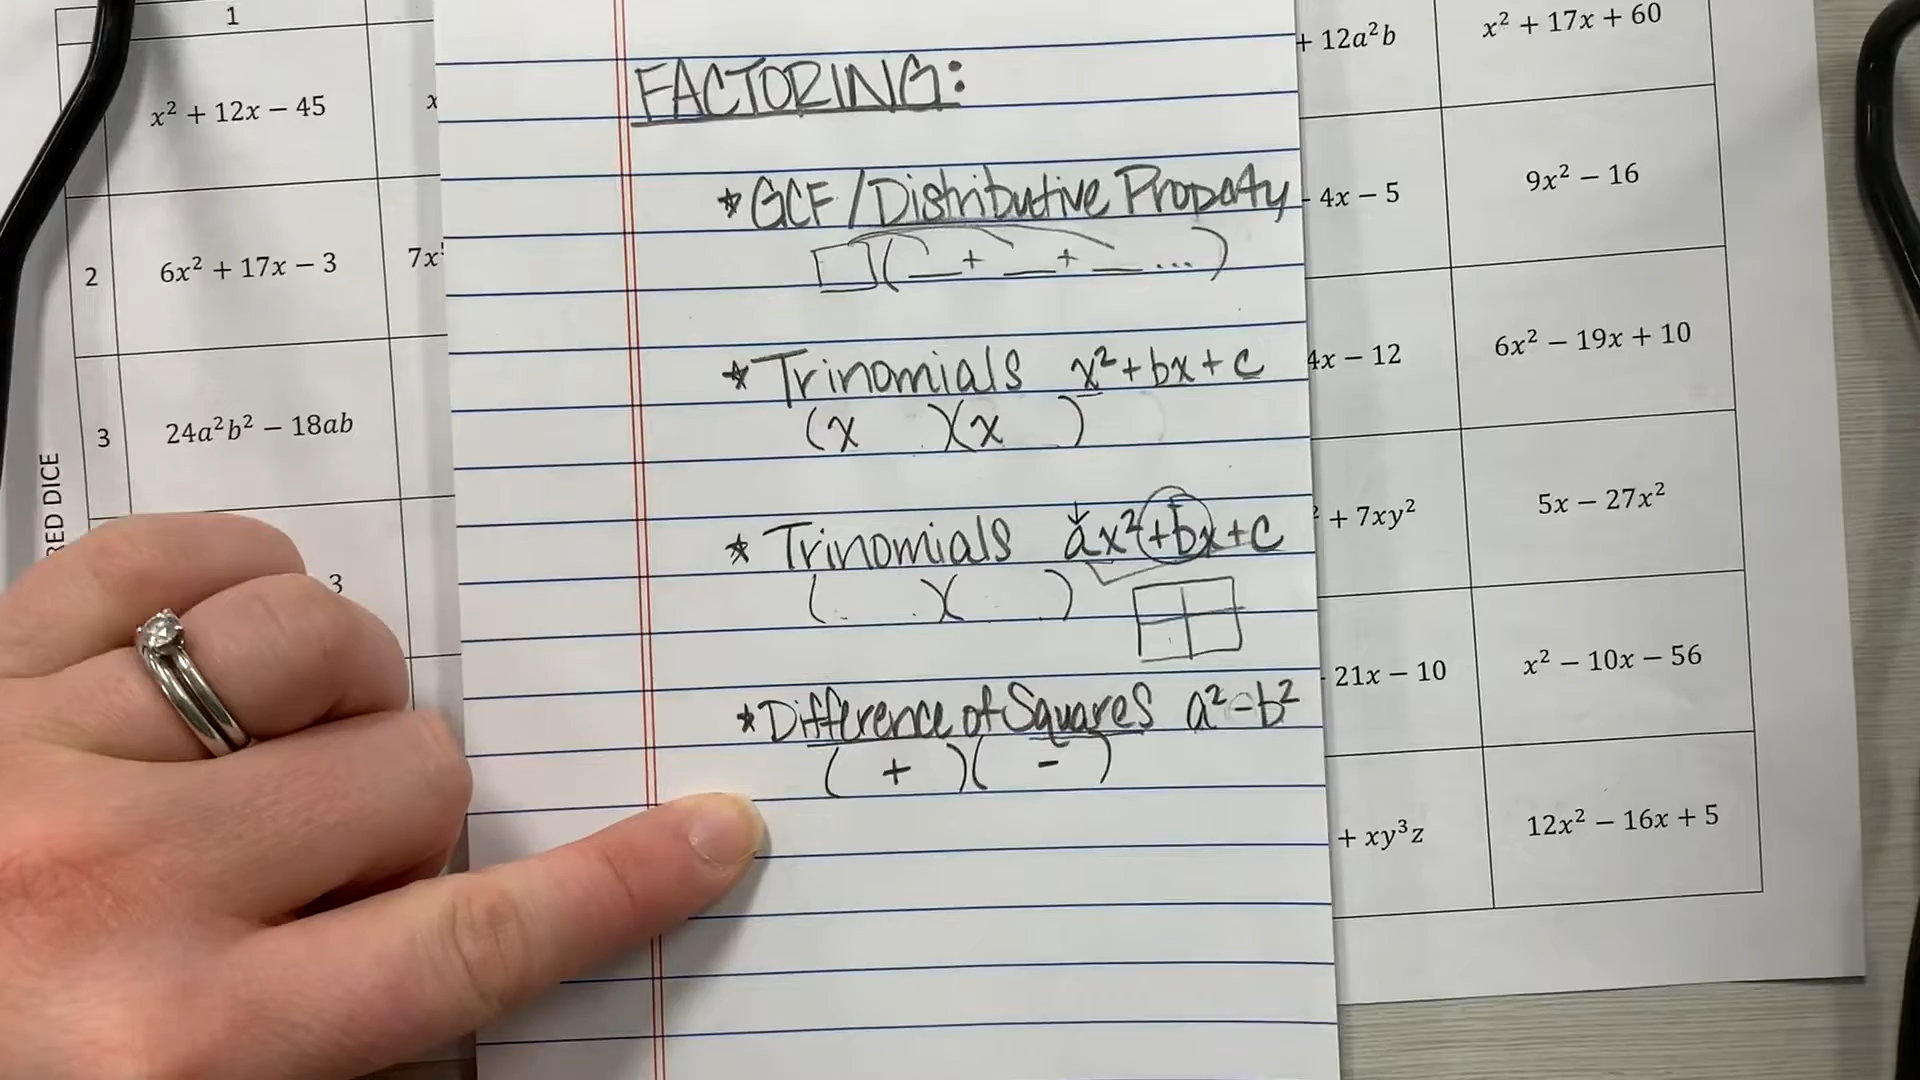 1
x² + 12x − 45
x
2
6x² + 17x − 3
7x
3
24a²b² − 18ab
RED DICE
3
FACTORING:
* GCF / Distributive Property
□( __ + __ + __ ... )
* Trinomials x² + bx + c
(x )(x )
* Trinomials ax² + bx + c
( )( )
* Difference of Squares a² − b²
( + )( − )
+ 12a²b
x² + 17x + 60
4x − 5
9x² − 16
4x − 12
6x² − 19x + 10
+ 7xy²
5x − 27x²
21x − 10
x² − 10x − 56
+ xy³z
12x² − 16x + 5